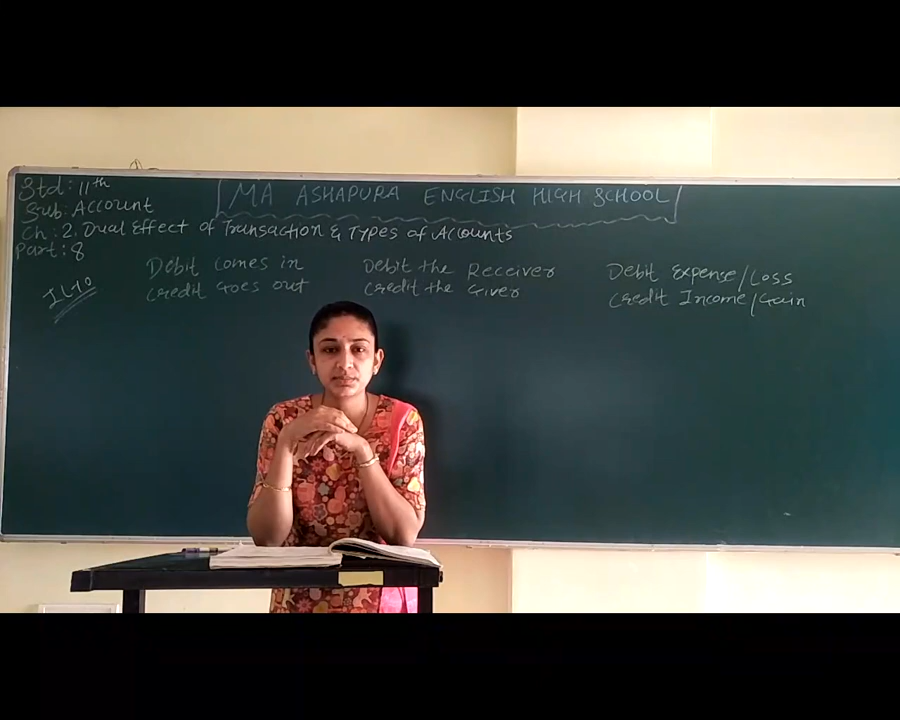 Std: 11th
MA ASHAPURA ENGLISH HIGH SCHOOL
Sub: Account
Ch: 2. Dual Effect of Transaction & Types of Accounts
Part: 8
Debit comes in
Credit Goes out
Debit the Receiver
Credit the Giver
Debit Expense/Loss
Credit Income/Gain